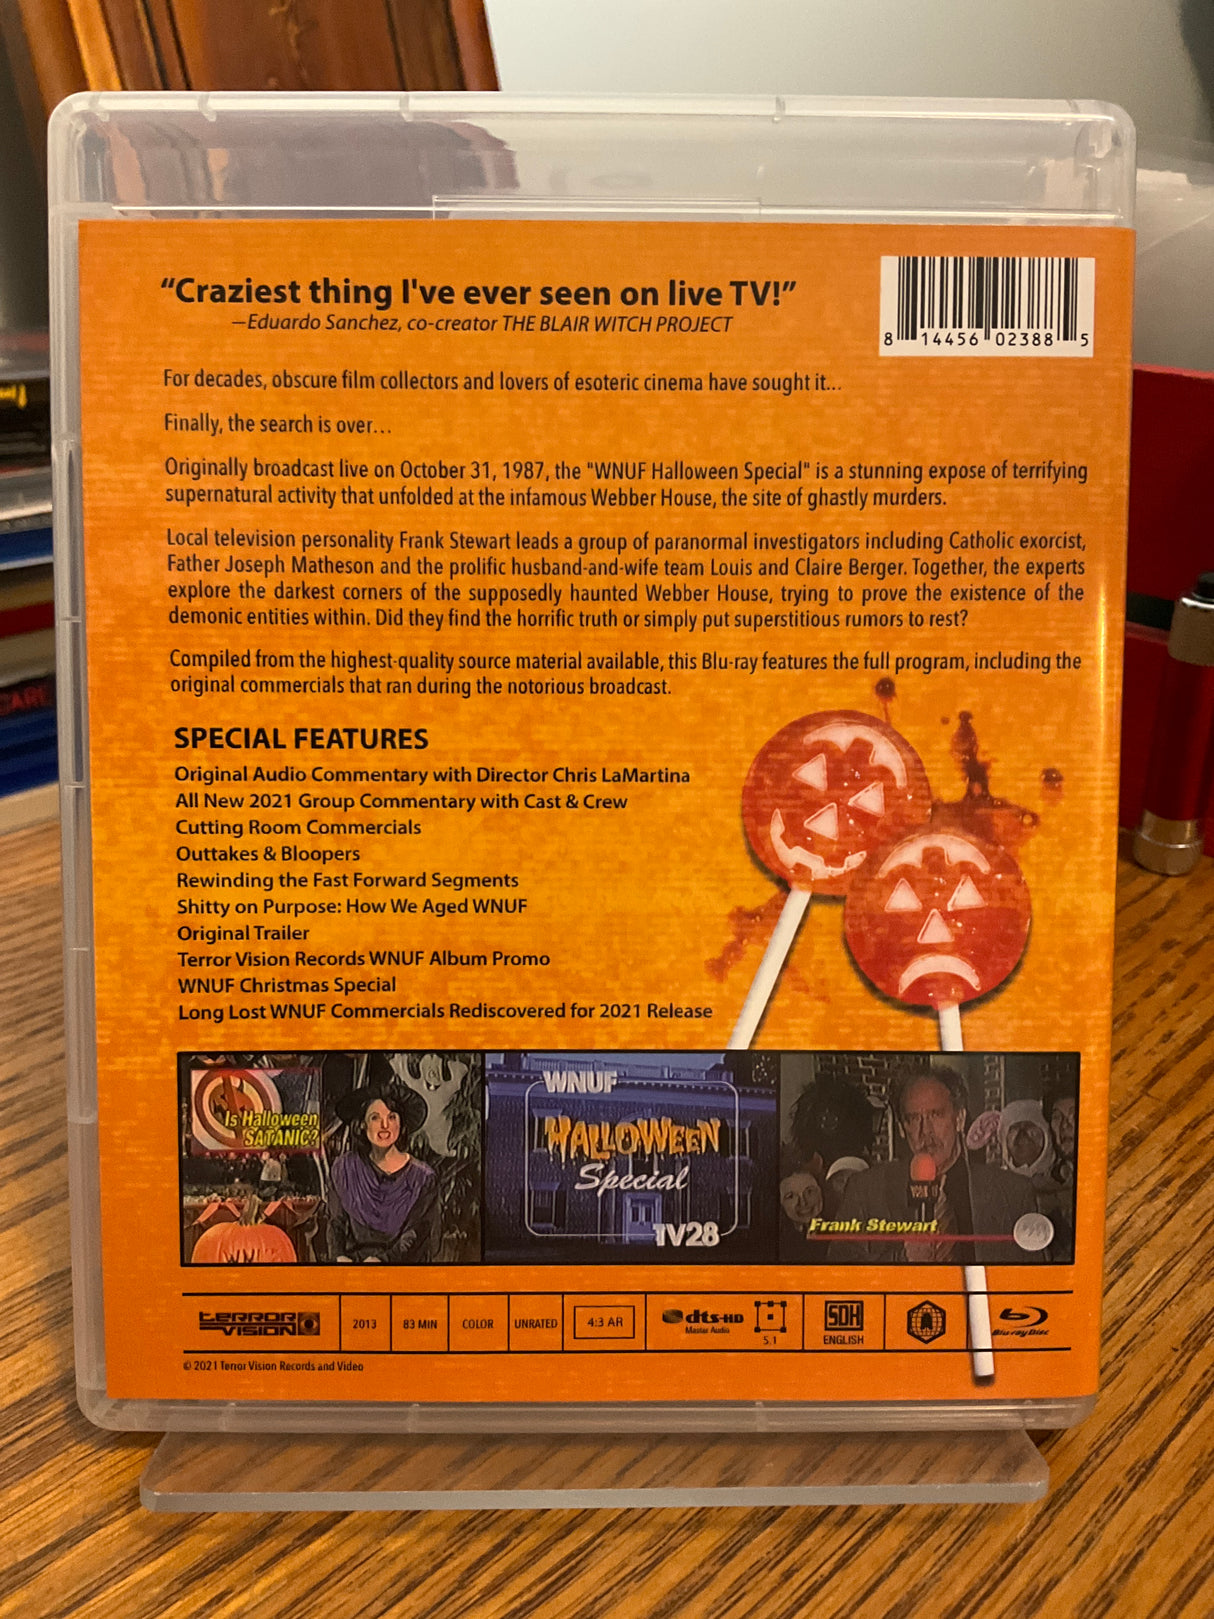 “Craziest thing I've ever seen on live TV!”
—Eduardo Sanchez, co-creator THE BLAIR WITCH PROJECT
8 14456 02388 5
For decades, obscure film collectors and lovers of esoteric cinema have sought it...
Finally, the search is over...
Originally broadcast live on October 31, 1987, the "WNUF Halloween Special" is a stunning expose of terrifying
supernatural activity that unfolded at the infamous Webber House, the site of ghastly murders.
Local television personality Frank Stewart leads a group of paranormal investigators including Catholic exorcist,
Father Joseph Matheson and the prolific husband-and-wife team Louis and Claire Berger. Together, the experts
explore the darkest corners of the supposedly haunted Webber House, trying to prove the existence of the
demonic entities within. Did they find the horrific truth or simply put superstitious rumors to rest?
Compiled from the highest-quality source material available, this Blu-ray features the full program, including the
original commercials that ran during the notorious broadcast.
SPECIAL FEATURES
Original Audio Commentary with Director Chris LaMartina
All New 2021 Group Commentary with Cast & Crew
Cutting Room Commercials
Outtakes & Bloopers
Rewinding the Fast Forward Segments
Shitty on Purpose: How We Aged WNUF
Original Trailer
Terror Vision Records WNUF Album Promo
WNUF Christmas Special
Long Lost WNUF Commercials Rediscovered for 2021 Release
Is Halloween
SATANIC?
WNUF
HALLOWEEN
Special
TV28
Frank Stewart
TERROR
VISION
2013
83 MIN
COLOR
UNRATED
4:3 AR
dts-HD
Master Audio
5.1
SDH
ENGLISH
Blu-ray Disc
© 2021 Terror Vision Records and Video